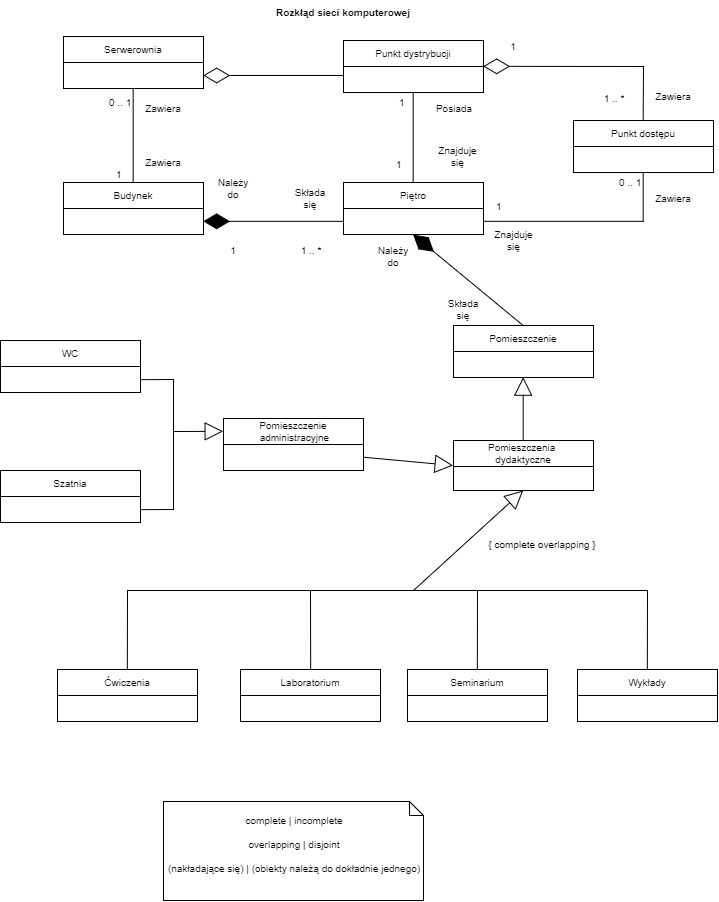 Rozkłąd sieci komputerowej
Serwerownia
Punkt dystrybucji
1
0 .. 1
Zawiera
1
Posiada
1 .. *
Zawiera
Punkt dostępu
Zawiera
1
Znajduje
się
1
0 .. 1
Zawiera
Budynek
Należy
do
Składa
się
Piętro
1
Znajduje
się
1
1 .. *
Należy
do
Składa
się
Pomieszczenie
WC
Pomieszczenie
administracyjne
Pomieszczenia
dydaktyczne
Szatnia
{ complete overlapping }
Ćwiczenia
Laboratorium
Seminarium
Wykłady
complete | incomplete
overlapping | disjoint
(nakładające się) | (obiekty należą do dokładnie jednego)